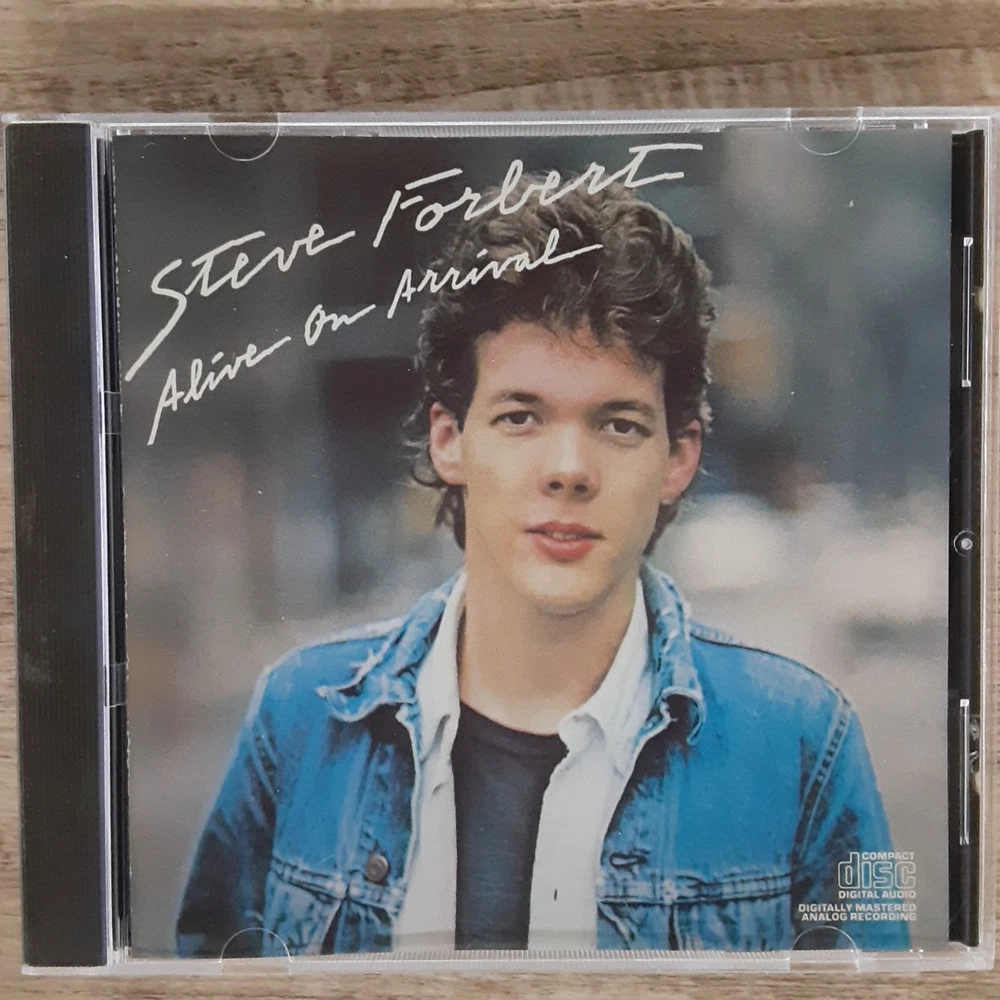 Steve Forbert
Alive On Arrival
COMPACT
disc
DIGITAL AUDIO
DIGITALLY MASTERED
ANALOG RECORDING